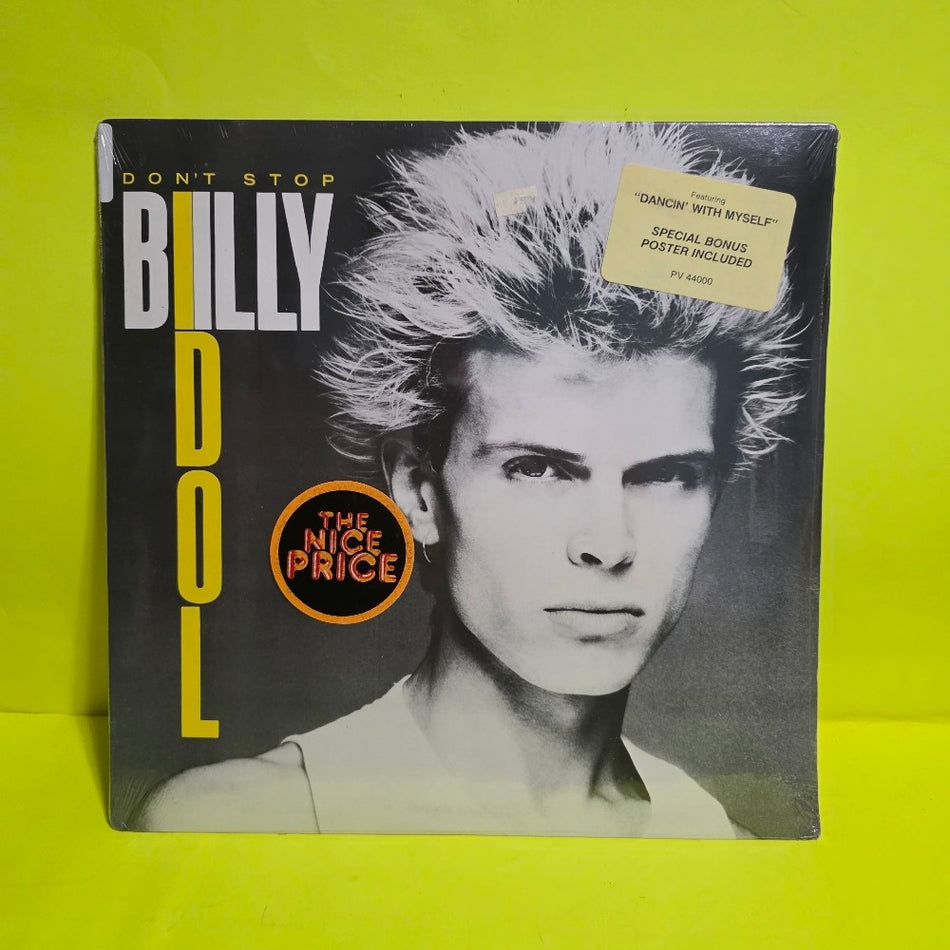 DON'T STOP
BILLY
IDOL
Featuring
"DANCIN' WITH MYSELF"
SPECIAL BONUS
POSTER INCLUDED
PV 44000
THE
NICE
PRICE